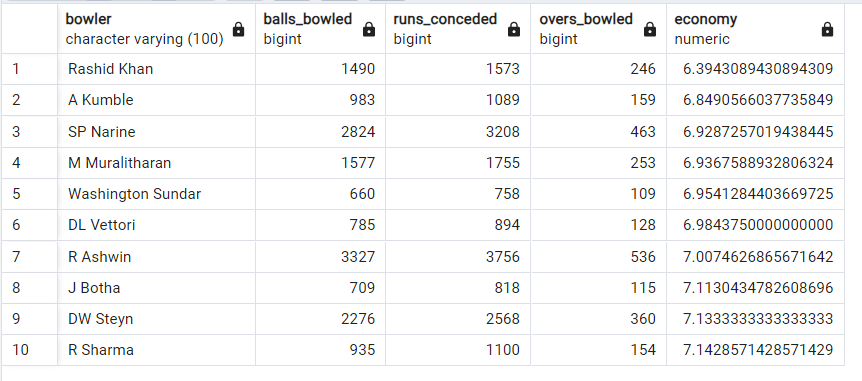 bowler balls_bowled runs_conceded overs_bowled economy
character varying (100) bigint bigint bigint numeric
1 Rashid Khan 1490 1573 246 6.3943089430894309
2 A Kumble 983 1089 159 6.8490566037735849
3 SP Narine 2824 3208 463 6.9287257019438445
4 M Muralitharan 1577 1755 253 6.9367588932806324
5 Washington Sundar 660 758 109 6.9541284403669725
6 DL Vettori 785 894 128 6.9843750000000000
7 R Ashwin 3327 3756 536 7.0074626865671642
8 J Botha 709 818 115 7.1130434782608696
9 DW Steyn 2276 2568 360 7.1333333333333333
10 R Sharma 935 1100 154 7.1428571428571429